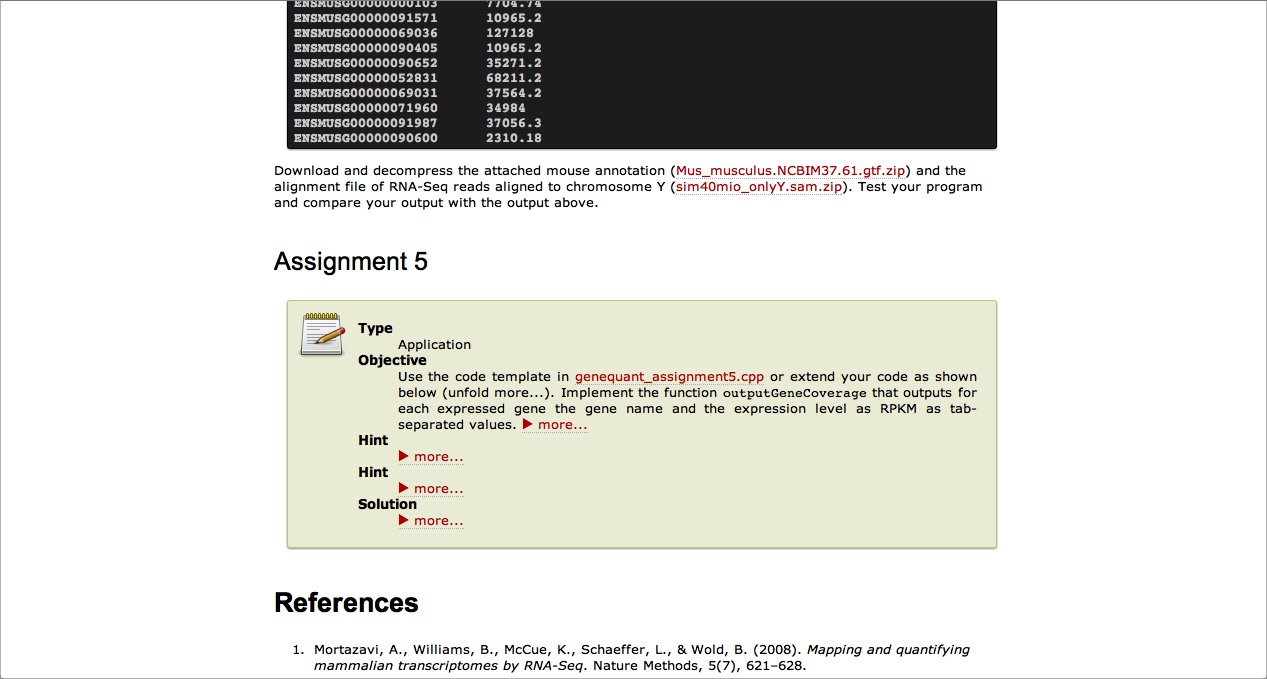 ENSMUSG00000000103 7704.74
ENSMUSG00000091571 10965.2
ENSMUSG00000069036 127128
ENSMUSG00000090405 10965.2
ENSMUSG00000090652 35271.2
ENSMUSG00000052831 68211.2
ENSMUSG00000069031 37564.2
ENSMUSG00000071960 34984
ENSMUSG00000091987 37056.3
ENSMUSG00000090600 2310.18
Download and decompress the attached mouse annotation (Mus_musculus.NCBIM37.61.gtf.zip) and the
alignment file of RNA-Seq reads aligned to chromosome Y (sim40mio_onlyY.sam.zip). Test your program
and compare your output with the output above.
Assignment 5
Type
Application
Objective
Use the code template in genequant_assignment5.cpp or extend your code as shown
below (unfold more...). Implement the function outputGeneCoverage that outputs for
each expressed gene the gene name and the expression level as RPKM as tab-
separated values. ▶ more...
Hint
▶ more...
Hint
▶ more...
Solution
▶ more...
References
1. Mortazavi, A., Williams, B., McCue, K., Schaeffer, L., & Wold, B. (2008). Mapping and quantifying
mammalian transcriptomes by RNA-Seq. Nature Methods, 5(7), 621–628.